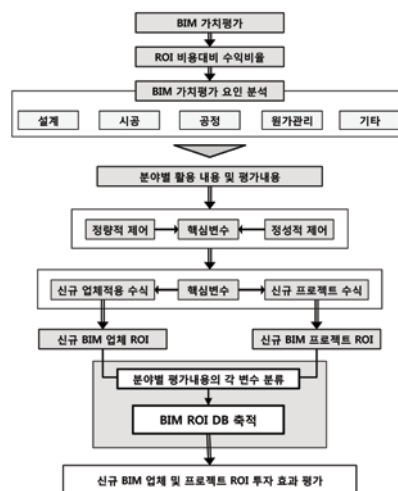 BIM 가치평가
ROI 비용대비 수익비율
BIM 가치평가 요인 분석
설계 시공 공정 원가관리 기타
분야별 활용 내용 및 평가내용
정량적 제어 핵심변수 정성적 제어
신규 업체적용 수식 핵심변수 신규 프로젝트 수식
신규 BIM 업체 ROI 신규 BIM 프로젝트 ROI
분야별 평가내용의 각 변수 분류
BIM ROI DB 축적
신규 BIM 업체 및 프로젝트 ROI 투자 효과 평가